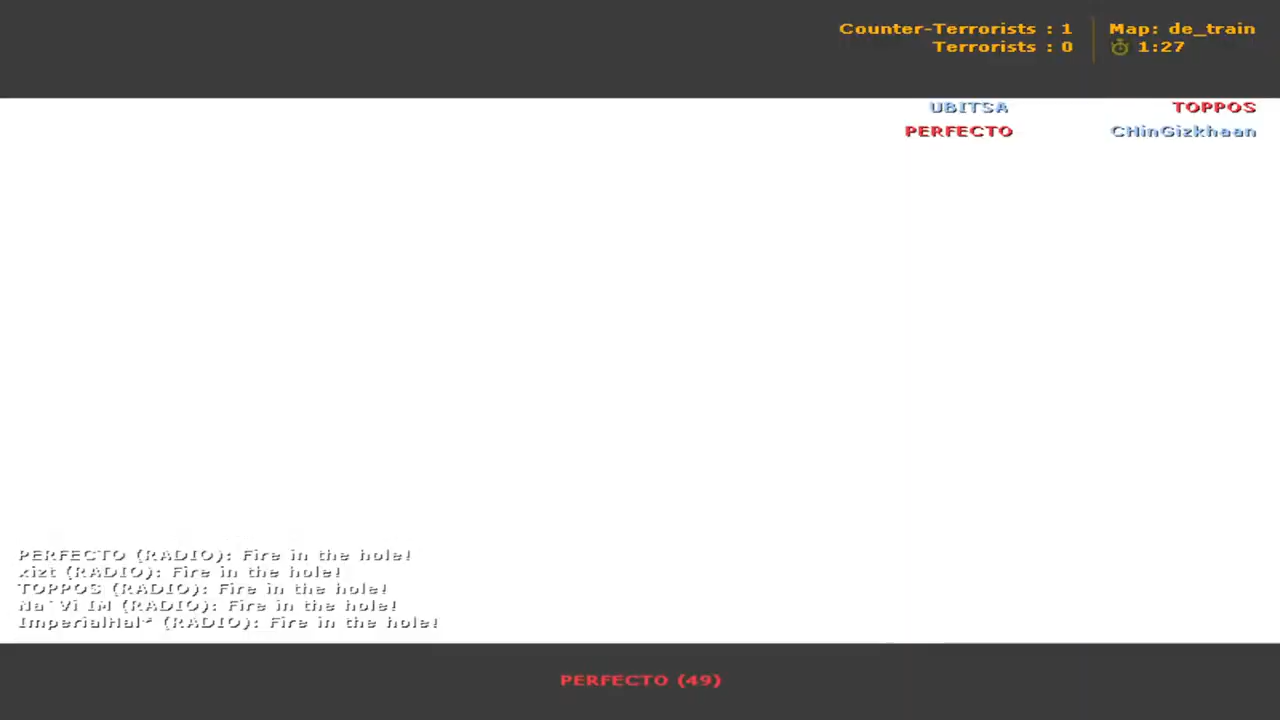 Counter-Terrorists : 1
Terrorists : 0
Map: de_train
1:27
UBITSA TOPPOS
PERFECTO CHinGizkhaan
PERFECTO (RADIO): Fire in the hole!
xizt (RADIO): Fire in the hole!
TOPPOS (RADIO): Fire in the hole!
Na`Vi IM (RADIO): Fire in the hole!
ImperialHal* (RADIO): Fire in the hole!
PERFECTO (49)